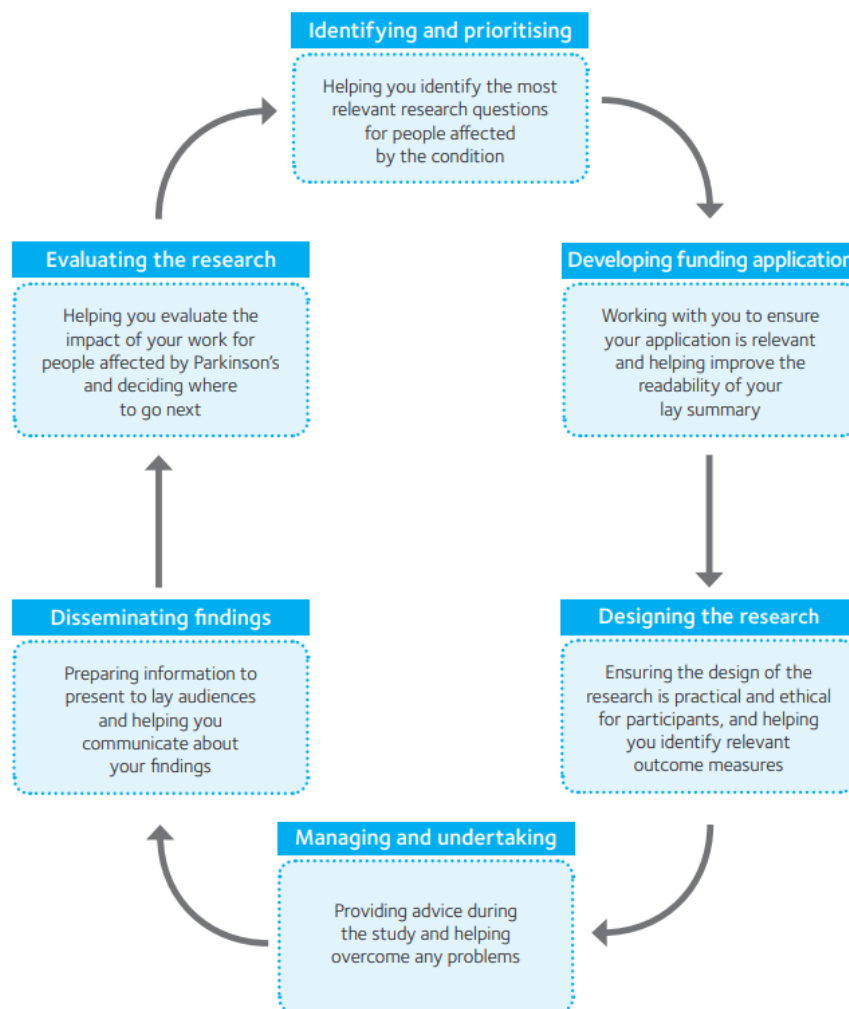 Identifying and prioritising
Helping you identify the most
relevant research questions
for people affected
by the condition
Developing funding application
Working with you to ensure
your application is relevant
and helping improve the
readability of your
lay summary
Designing the research
Ensuring the design of the
research is practical and ethical
for participants, and helping
you identify relevant
outcome measures
Managing and undertaking
Providing advice during
the study and helping
overcome any problems
Disseminating findings
Preparing information to
present to lay audiences
and helping you
communicate about
your findings
Evaluating the research
Helping you evaluate the
impact of your work for
people affected by Parkinson’s
and deciding where
to go next